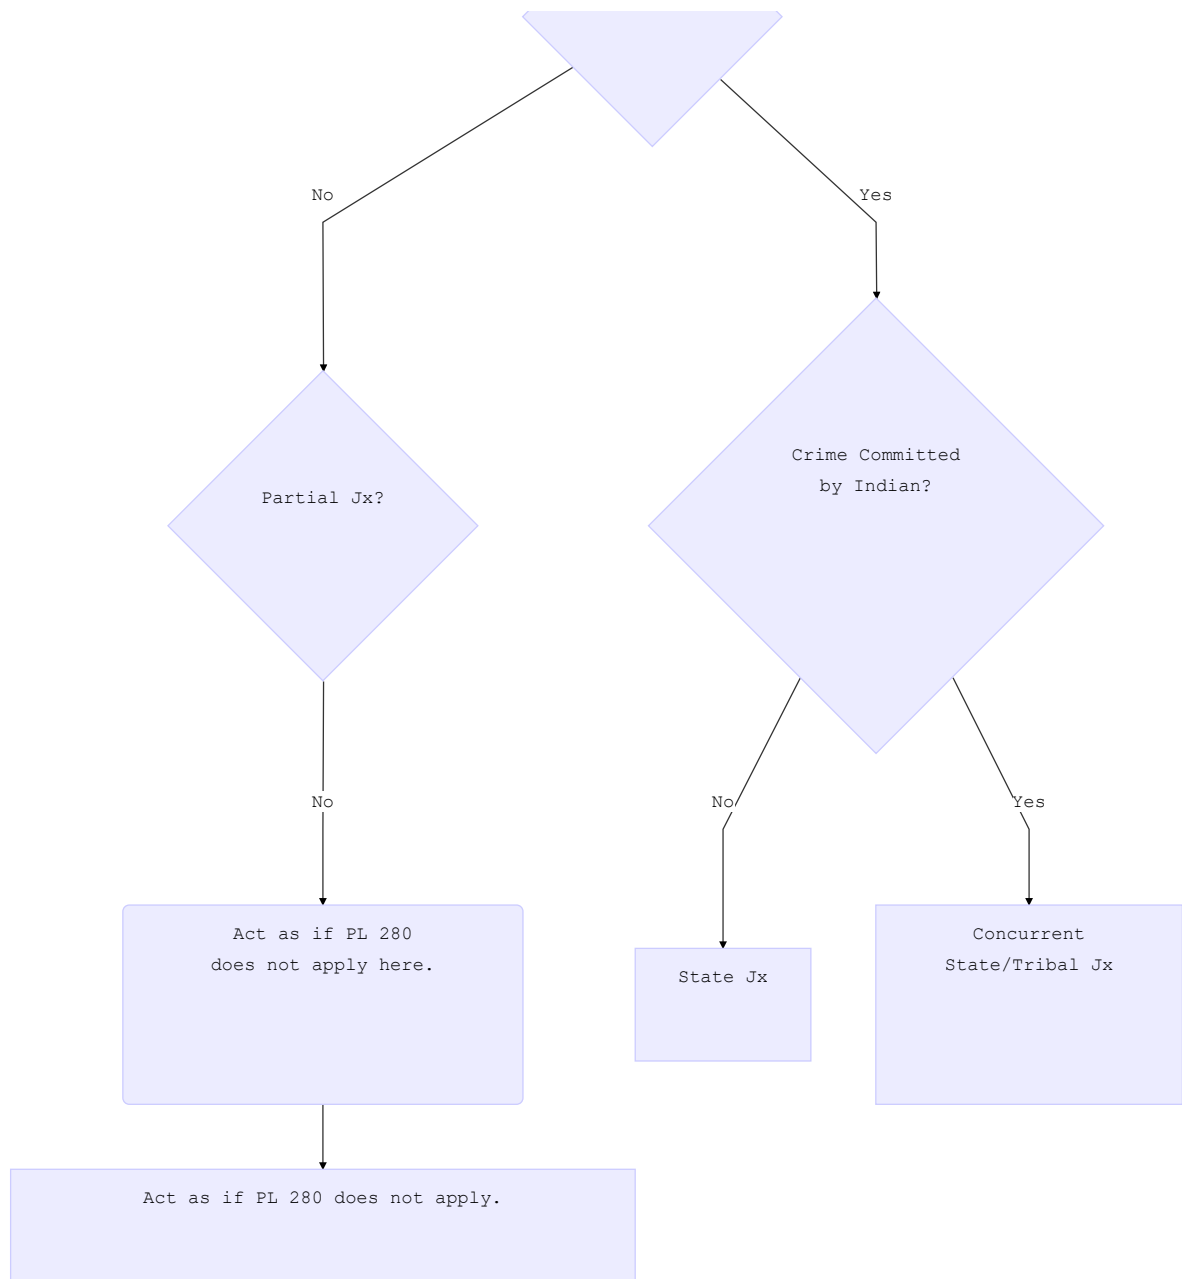 No
Yes
Partial Jx?
Crime Committed
by Indian?
No
No
Yes
Act as if PL 280
does not apply here.
State Jx
Concurrent
State/Tribal Jx
Act as if PL 280 does not apply.